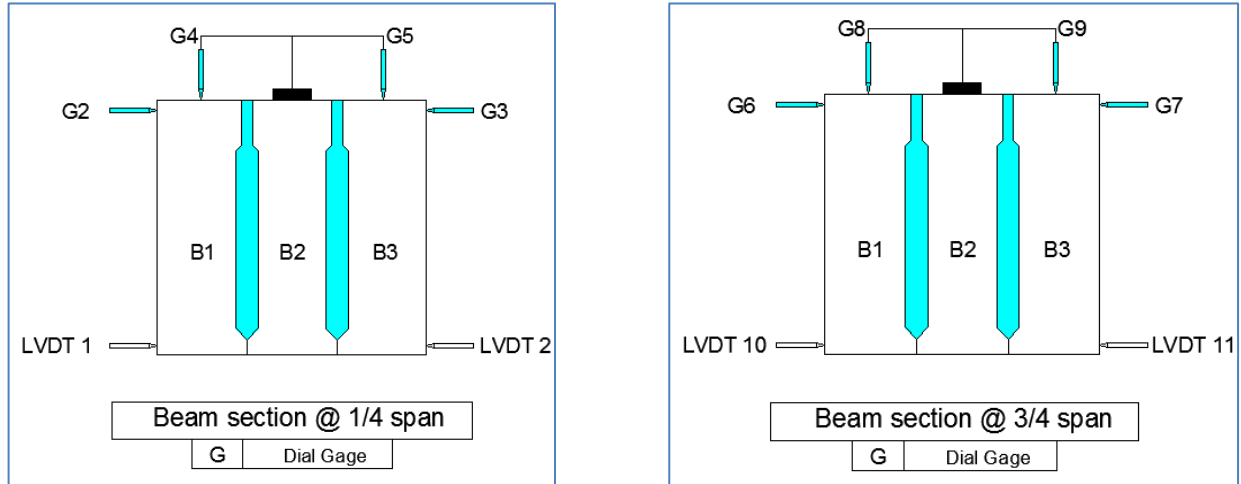 G4 G5
G2 G3
B1 B2 B3
LVDT 1 LVDT 2
Beam section @ 1/4 span
G Dial Gage
G8 G9
G6 G7
B1 B2 B3
LVDT 10 LVDT 11
Beam section @ 3/4 span
G Dial Gage